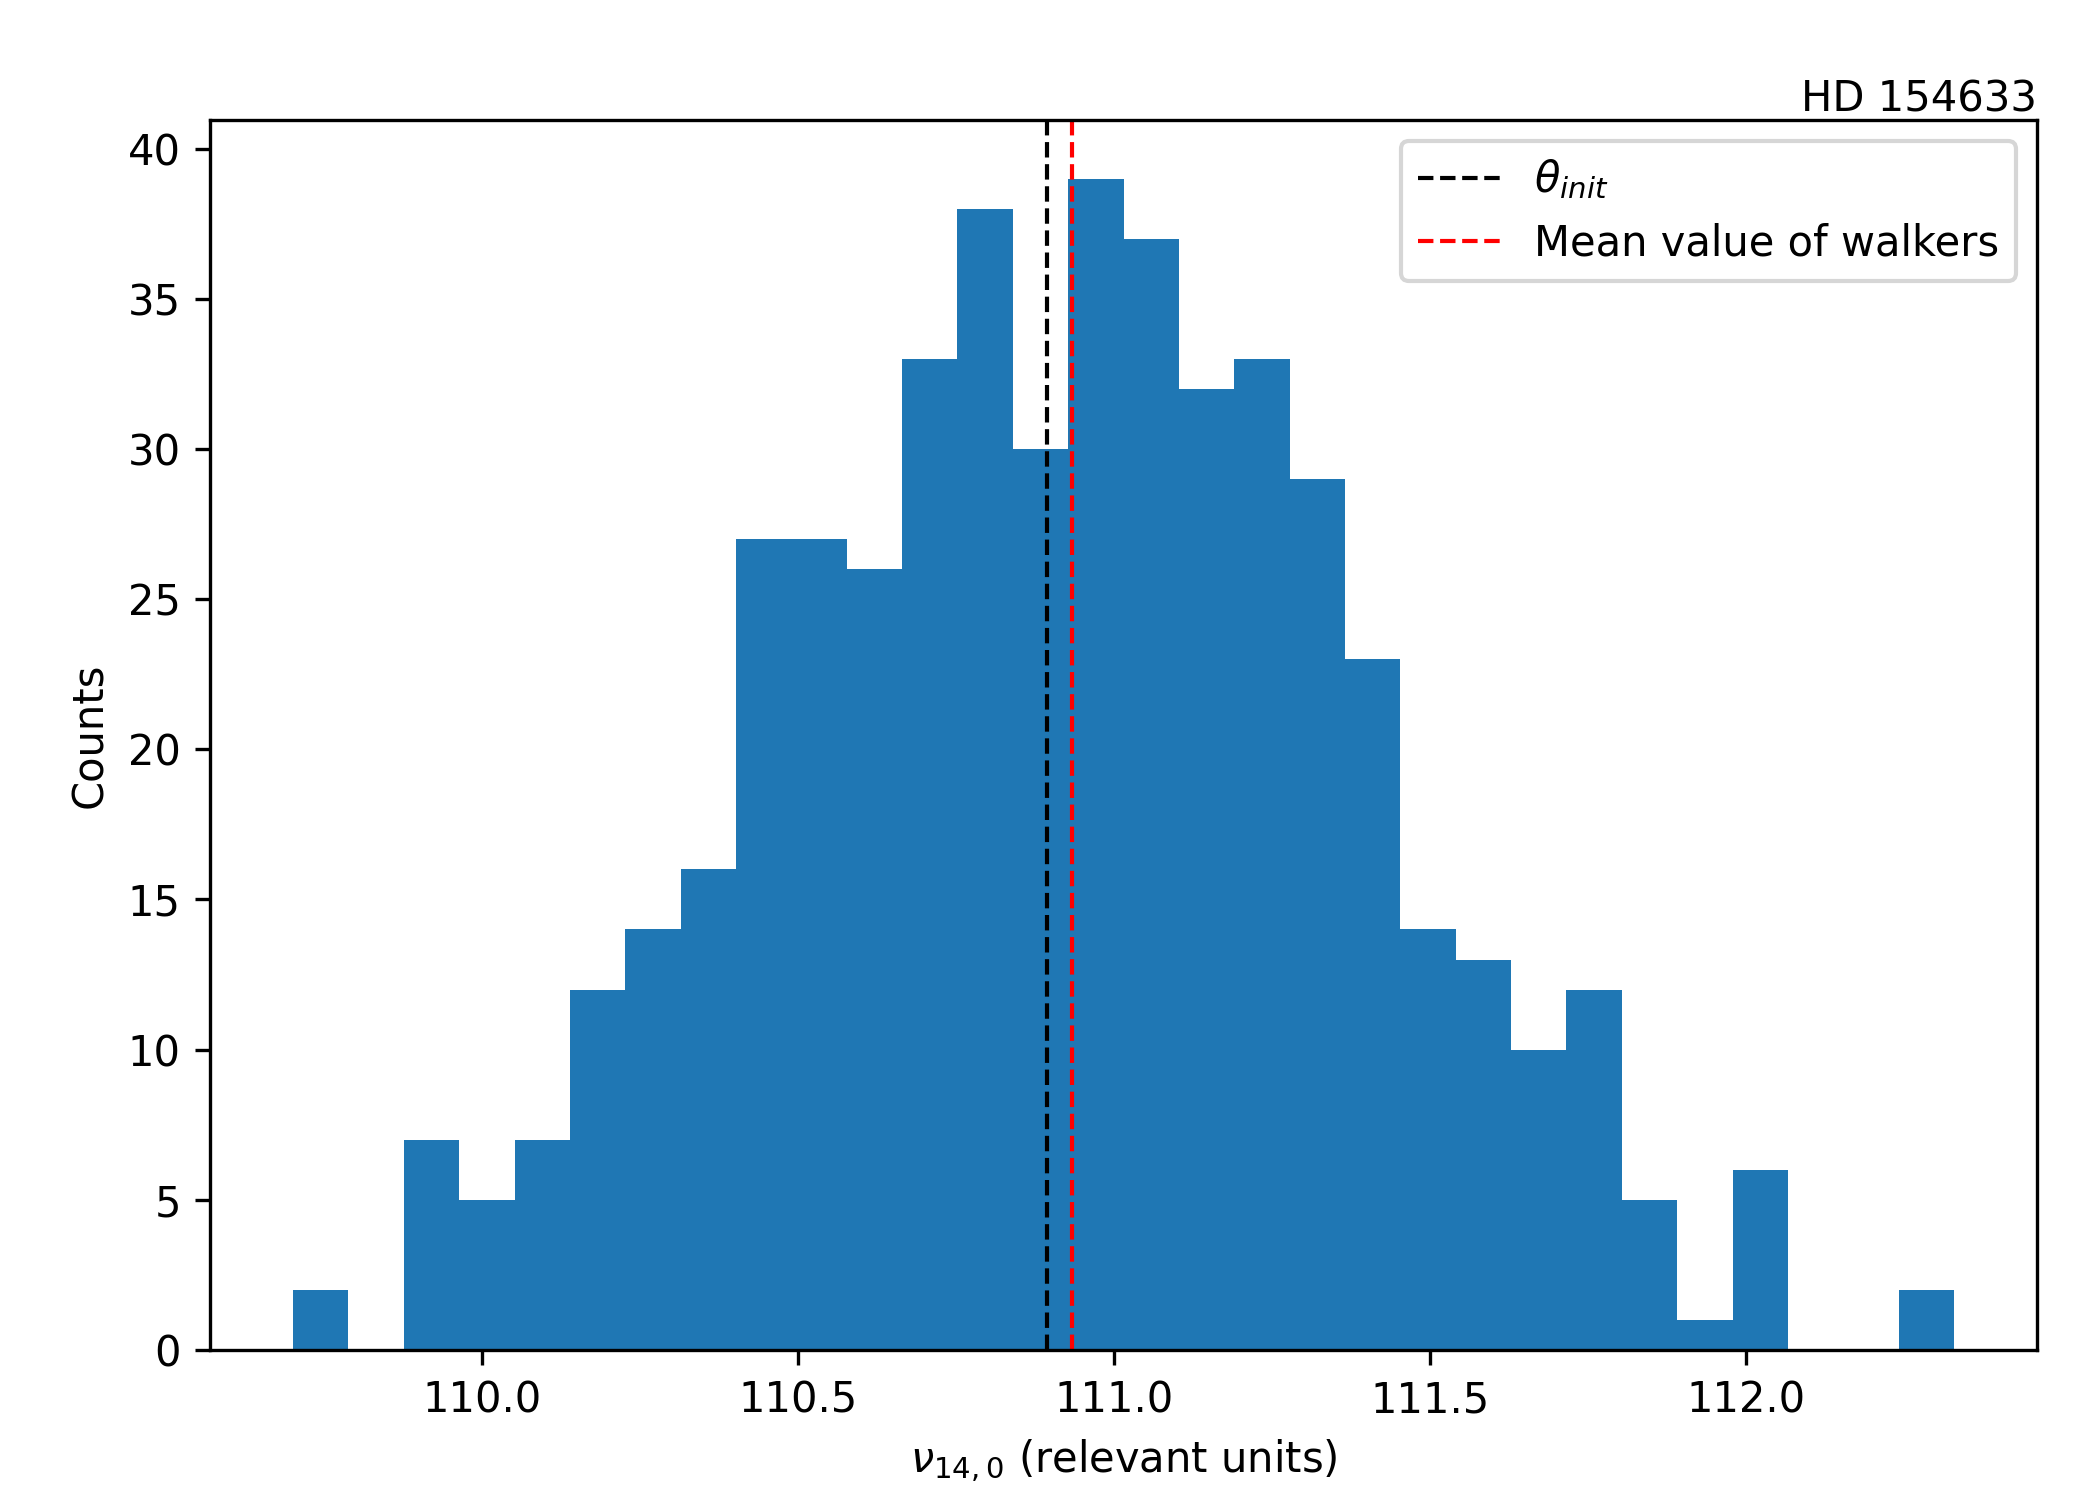 HD 154633
θinit
Mean value of walkers
40
35
30
25
20
15
10
5
0
Counts
110.0 110.5 111.0 111.5 112.0
ν14, 0 (relevant units)